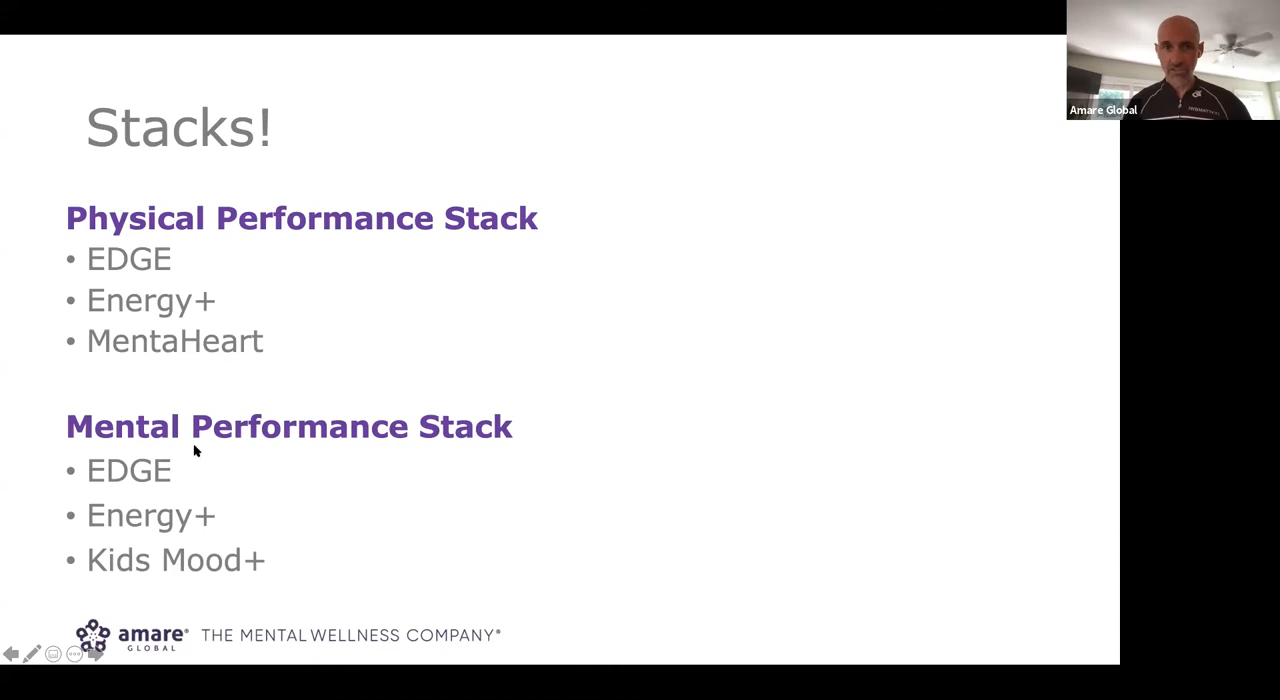 Amare Global
Stacks!
Physical Performance Stack
• EDGE
• Energy+
• MentaHeart
Mental Performance Stack
• EDGE
• Energy+
• Kids Mood+
amare® THE MENTAL WELLNESS COMPANY®
GLOBAL